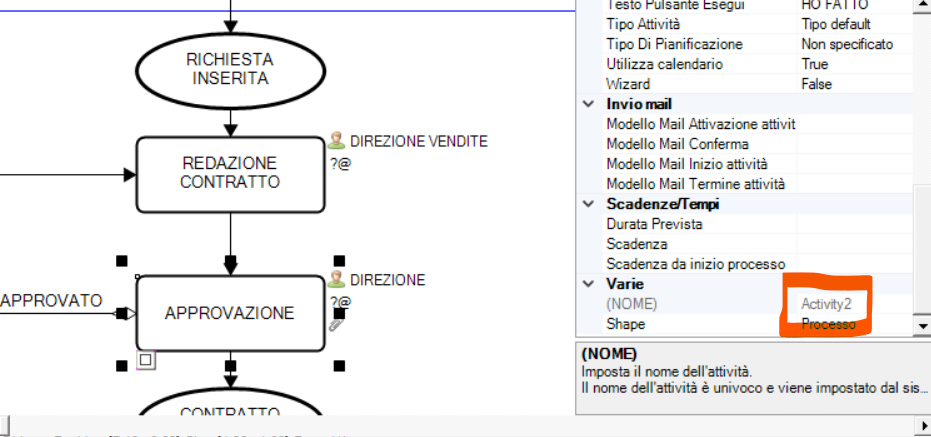 RICHIESTA
INSERITA
REDAZIONE
CONTRATTO
DIREZIONE VENDITE
?@
APPROVATO
APPROVAZIONE
DIREZIONE
?@
CONTRATTO
Testo Pulsante Esegui HO FATTO
Tipo Attività Tipo default
Tipo Di Pianificazione Non specificato
Utilizza calendario True
Wizard False
Invio mail
Modello Mail Attivazione attivit
Modello Mail Conferma
Modello Mail Inizio attività
Modello Mail Termine attività
Scadenze/Tempi
Durata Prevista
Scadenza
Scadenza da inizio processo
Varie
(NOME) Activity2
Shape Processo
(NOME)
Imposta il nome dell'attività.
Il nome dell'attività è univoco e viene impostato dal sis...